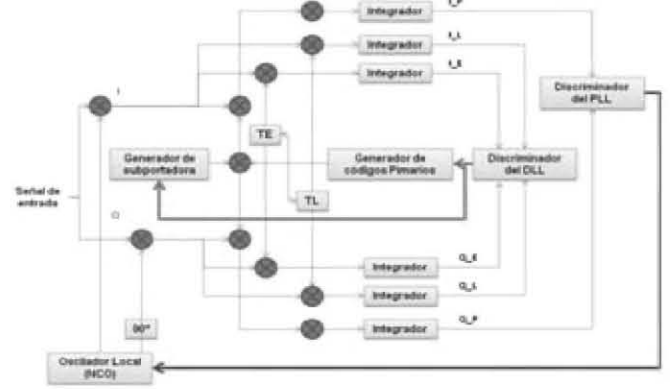 I_P
Integrador
I_L
Integrador
I_E
Integrador
Discriminador
del PLL
I
TE
Generador de
subportadora
Generador de
códigos Pimarios
Discriminador
del DLL
Señal de
entrada
TL
Q
Q_E
Integrador
Q_L
Integrador
Q_P
Integrador
90°
Oscilador Local
(NCO)